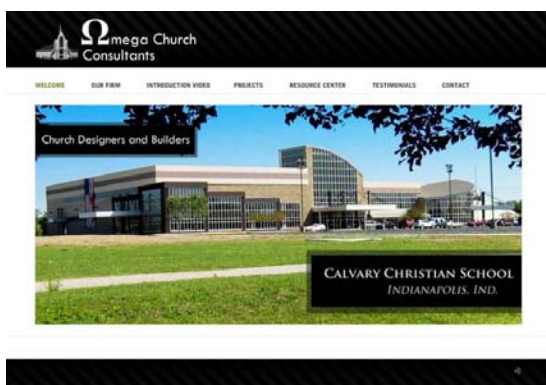 Ωmega Church
Consultants
WELCOME OUR FIRM INTRODUCTION VIDEO PROJECTS RESOURCE CENTER TESTIMONIALS CONTACT
Church Designers and Builders
CALVARY CHRISTIAN SCHOOL
INDIANAPOLIS, IND.